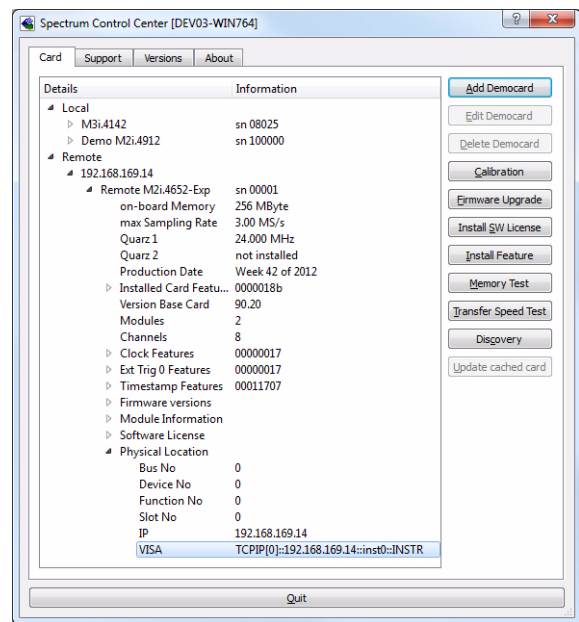 Spectrum Control Center [DEV03-WIN764]
Card Support Versions About
Details Information
Local
M3i.4142 sn 08025
Demo M2i.4912 sn 100000
Remote
192.168.169.14
Remote M2i.4652-Exp sn 00001
on-board Memory 256 MByte
max Sampling Rate 3.00 MS/s
Quarz 1 24.000 MHz
Quarz 2 not installed
Production Date Week 42 of 2012
Installed Card Featu... 0000018b
Version Base Card 90.20
Modules 2
Channels 8
Clock Features 00000017
Ext Trig 0 Features 00000017
Timestamp Features 00011707
Firmware versions
Module Information
Software License
Physical Location
Bus No 0
Device No 0
Function No 0
Slot No 0
IP 192.168.169.14
VISA TCPIP[0]::192.168.169.14::inst0::INSTR
Add Democard
Edit Democard
Delete Democard
Calibration
Firmware Upgrade
Install SW License
Install Feature
Memory Test
Transfer Speed Test
Discovery
Update cached card
Quit